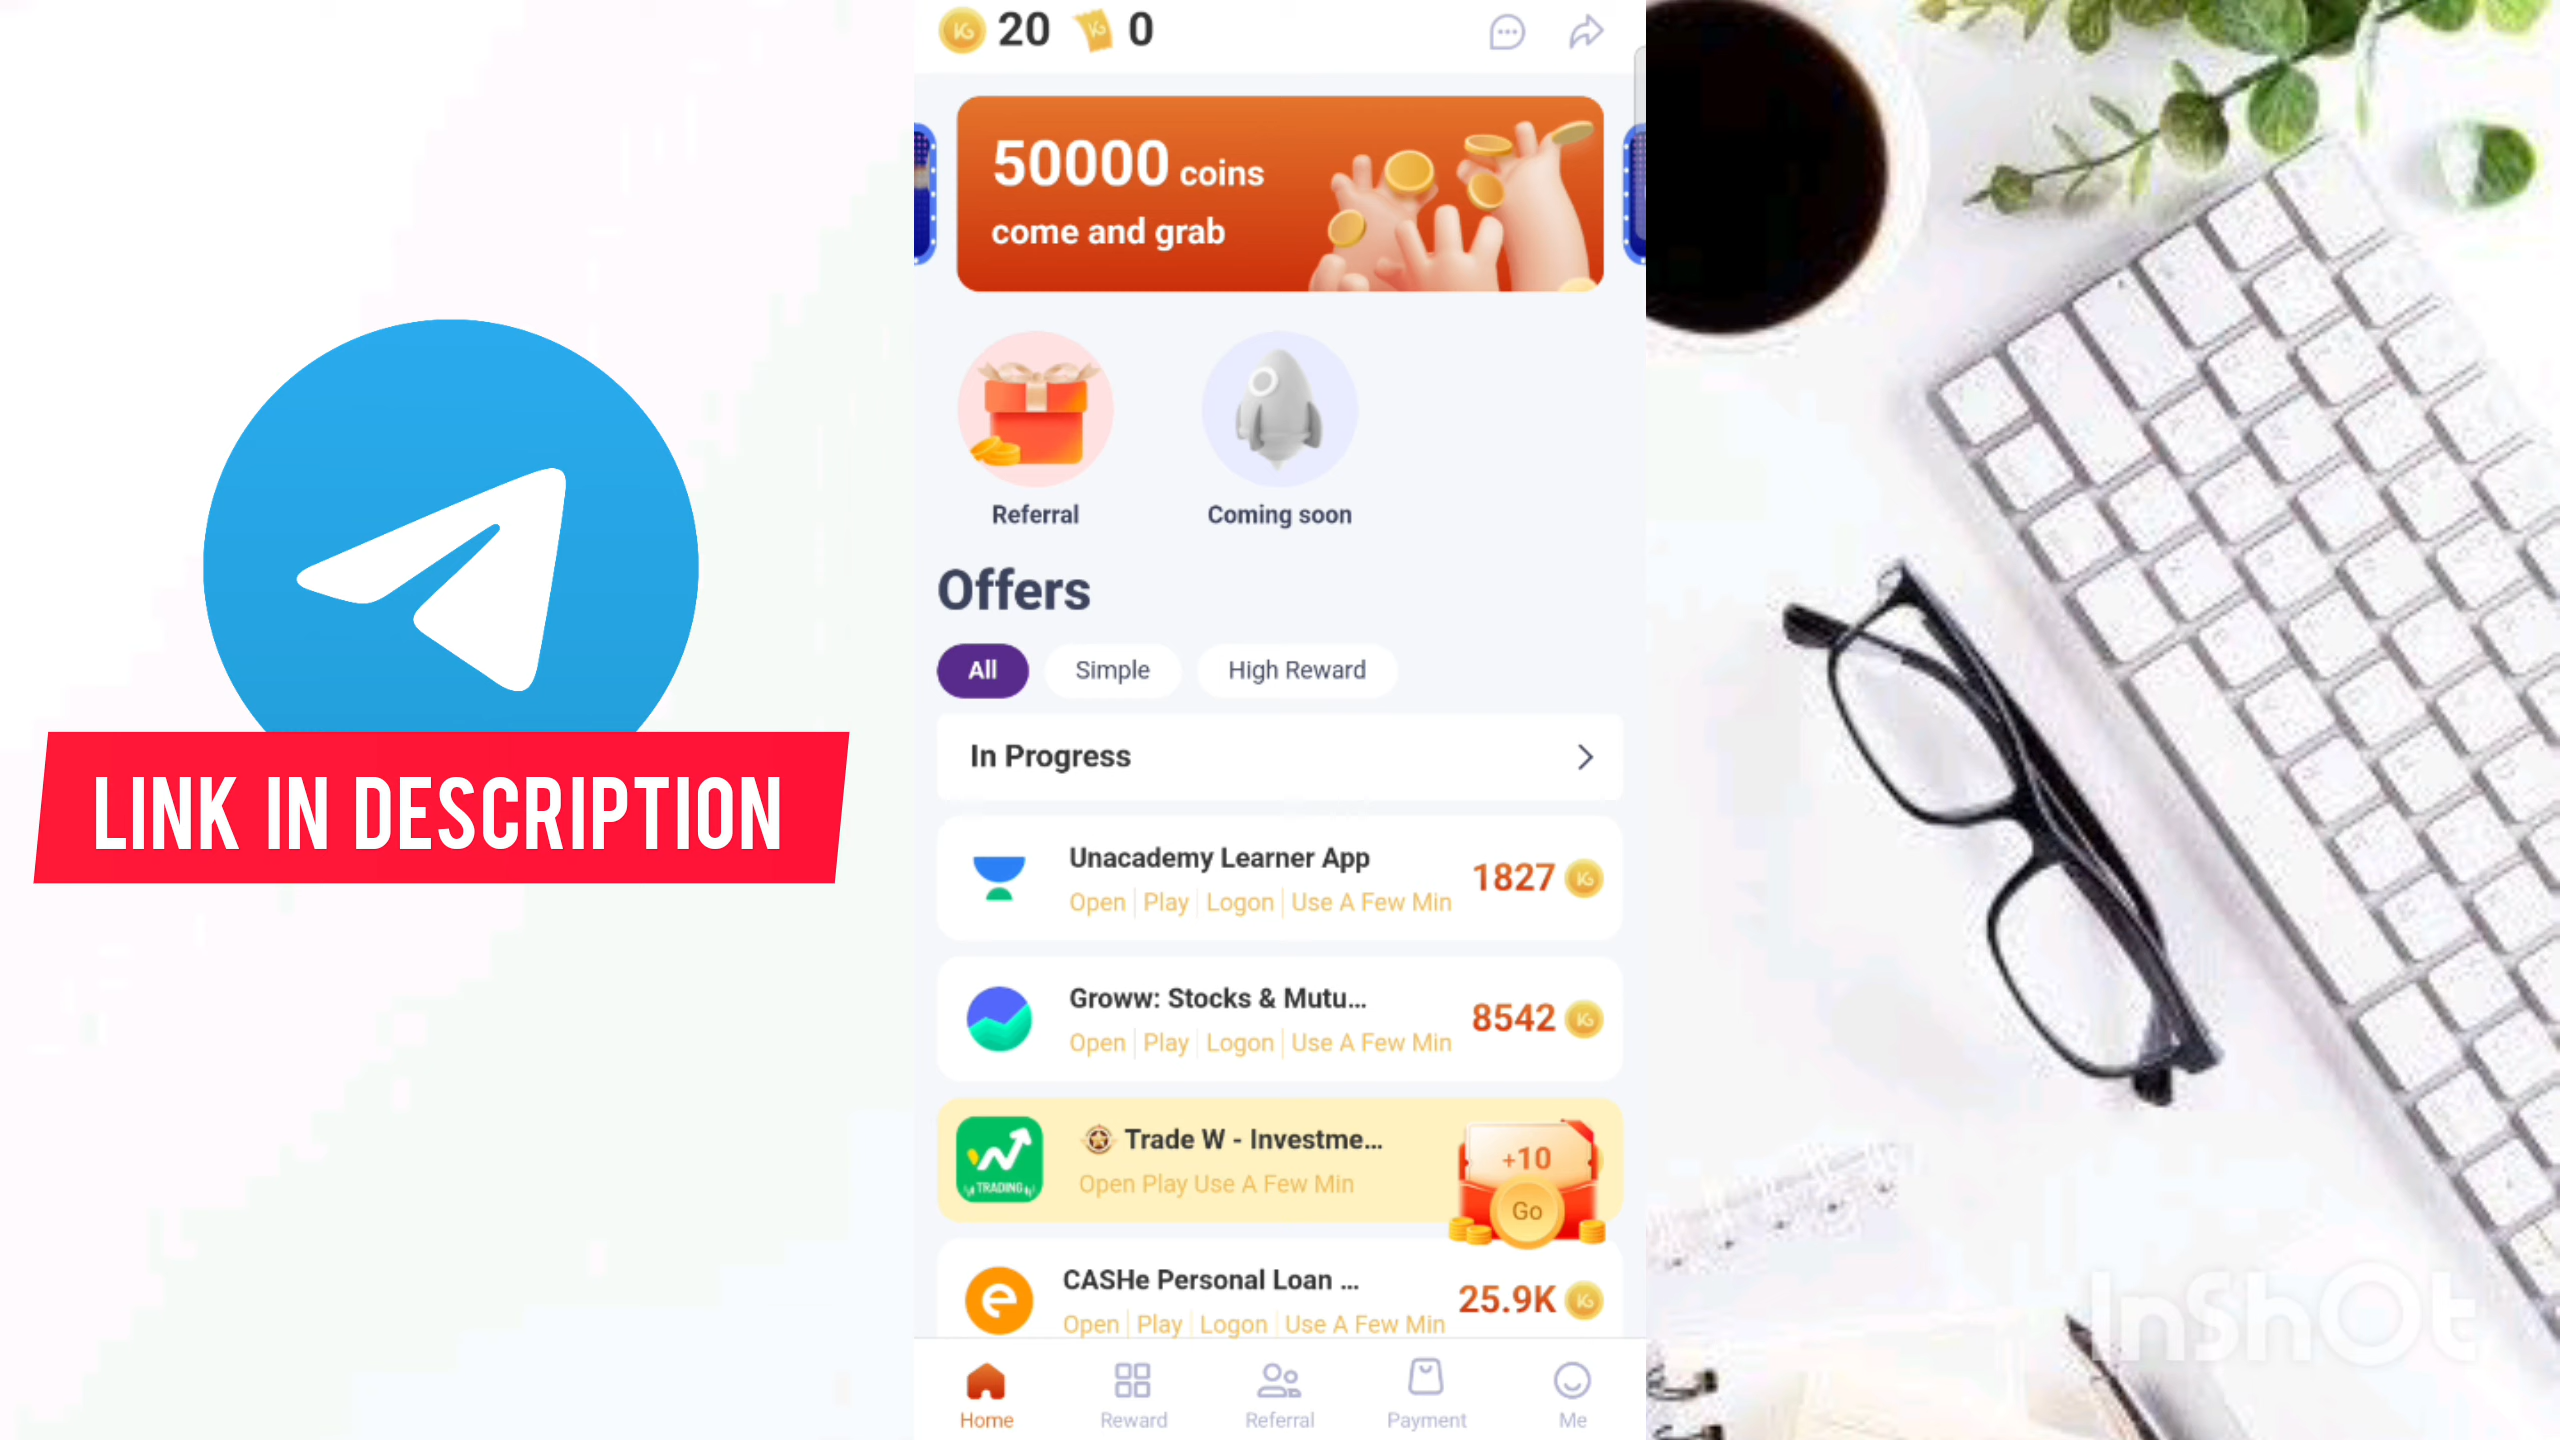 LINK IN DESCRIPTION
20 0
50000 coins
come and grab
Referral
Coming soon
Offers
All
Simple
High Reward
In Progress
Unacademy Learner App
Open Play Logon Use A Few Min
1827
Groww: Stocks & Mutu...
Open Play Logon Use A Few Min
8542
Trade W - Investme...
Open Play Use A Few Min
TRADING
+10
Go
CASHe Personal Loan ...
Open Play Logon Use A Few Min
25.9K
Home
Reward
Referral
Payment
Me
InShOt